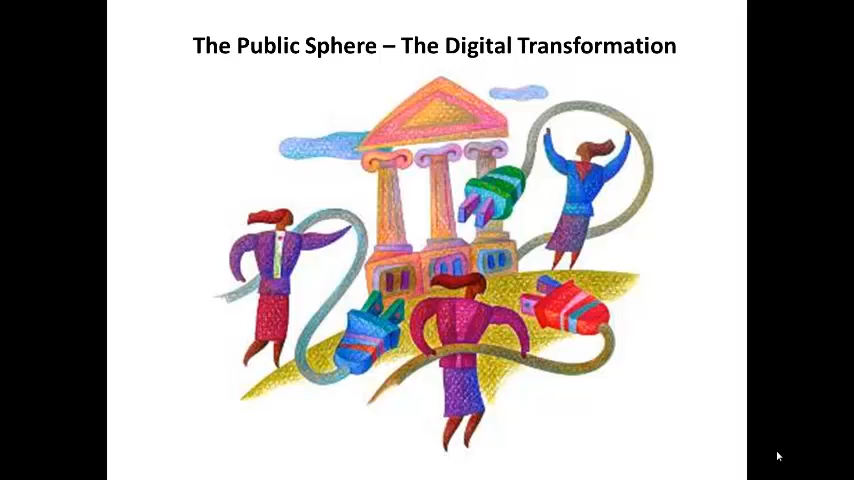 The Public Sphere – The Digital Transformation